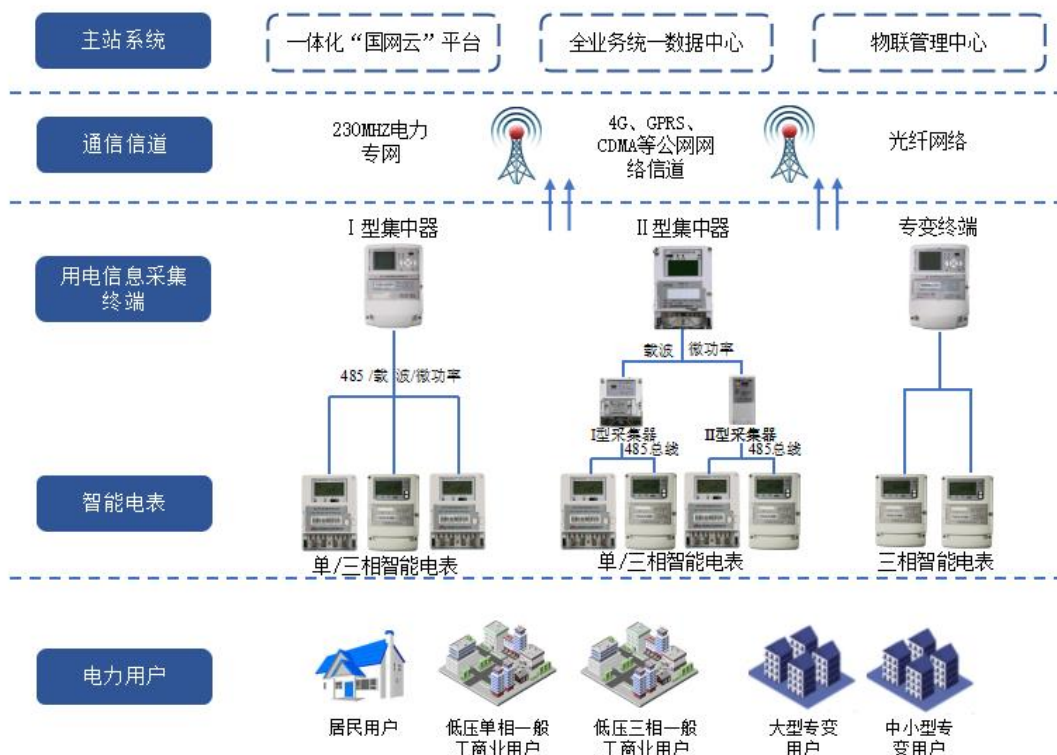 主站系统
一体化“国网云”平台
全业务统一数据中心
物联管理中心
通信信道
230MHZ电力
专网
4G、GPRS、
CDMA等公网网
络信道
光纤网络
用电信息采集
终端
Ⅰ型集中器
Ⅱ型集中器
专变终端
485/载波/微功率
载波
微功率
Ⅰ型采集器
Ⅱ型采集器
485总线
485总线
智能电表
单/三相智能电表
单/三相智能电表
三相智能电表
电力用户
居民用户
低压单相一般
工商业用户
低压三相一般
工商业用户
大型专变
用户
中小型专
变用户